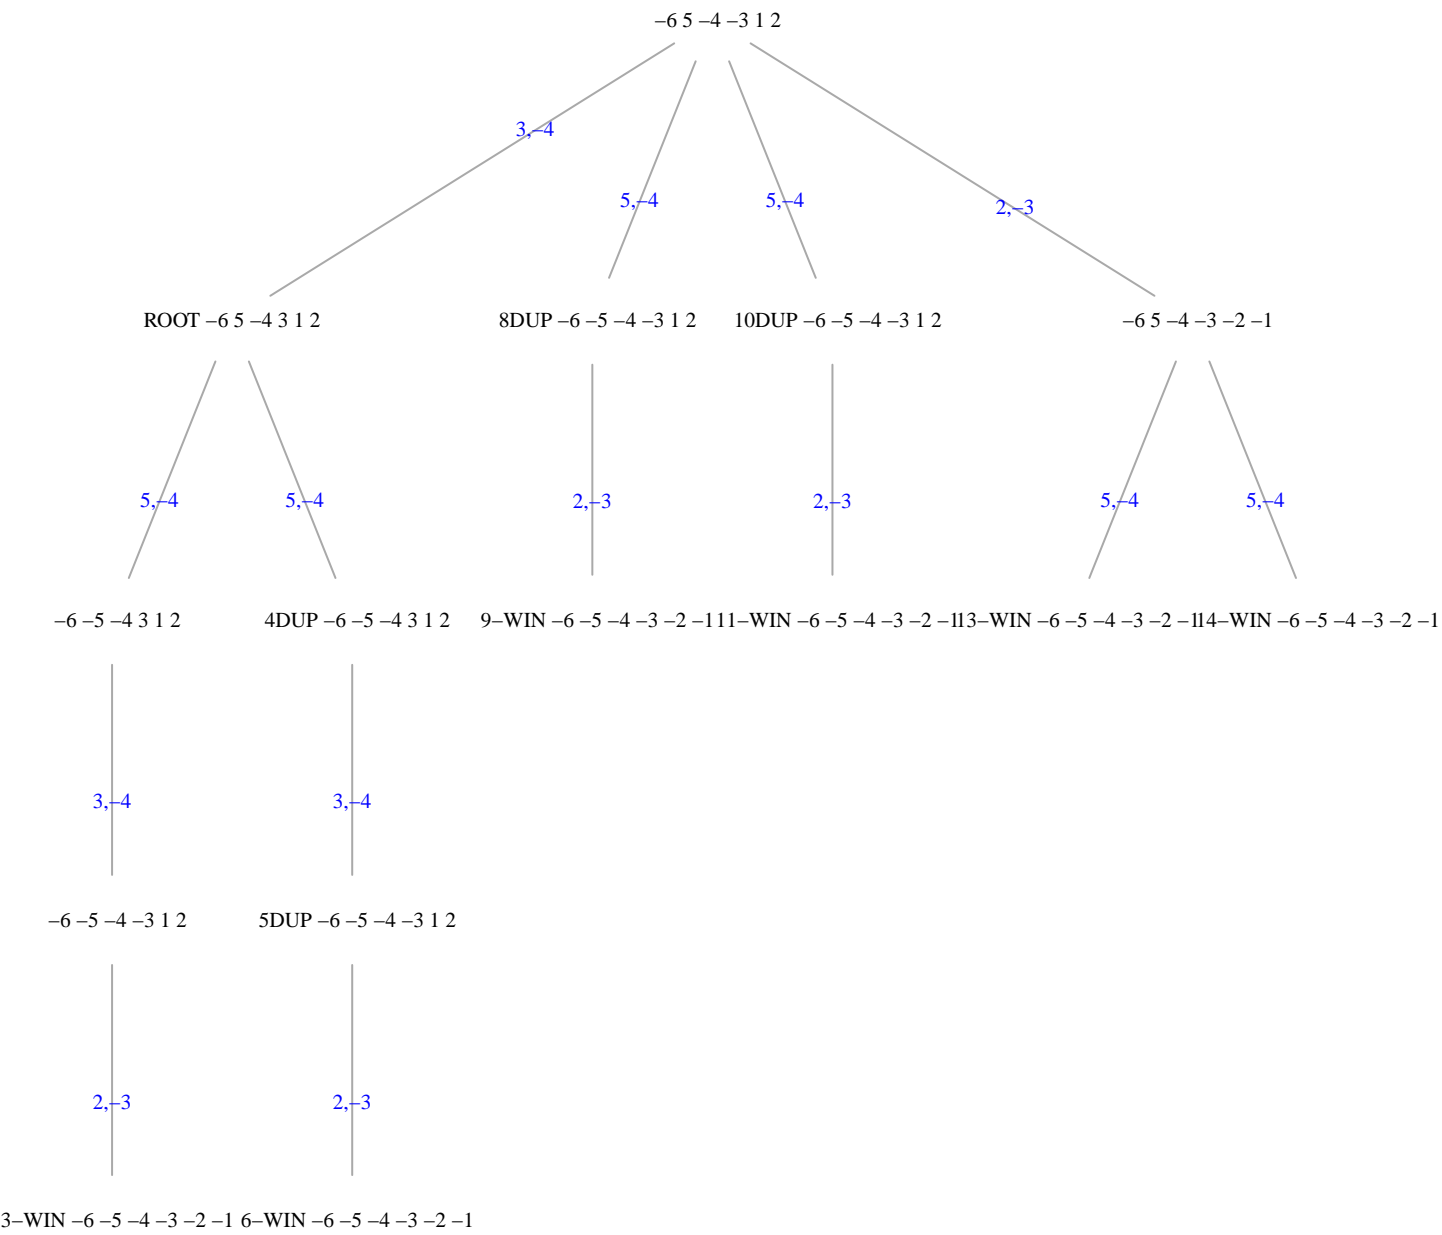 –6 5 –4 –3 1 2
3,–4
5,–4 5,–4 2,–3
ROOT –6 5 –4 3 1 2 8DUP –6 –5 –4 –3 1 2 10DUP –6 –5 –4 –3 1 2 –6 5 –4 –3 –2 –1
5,–4 5,–4 2,–3 2,–3 5,–4 5,–4
–6 –5 –4 3 1 2 4DUP –6 –5 –4 3 1 2 9–WIN –6 –5 –4 –3 –2 –1 11–WIN –6 –5 –4 –3 –2 –1 13–WIN –6 –5 –4 –3 –2 –1 14–WIN –6 –5 –4 –3 –2 –1
3,–4 3,–4
–6 –5 –4 –3 1 2 5DUP –6 –5 –4 –3 1 2
2,–3 2,–3
3–WIN –6 –5 –4 –3 –2 –1 6–WIN –6 –5 –4 –3 –2 –1